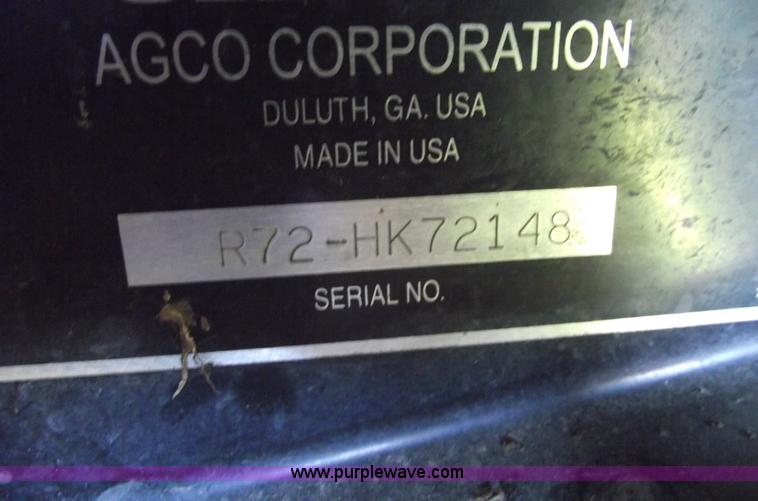 AGCO CORPORATION
DULUTH, GA. USA
MADE IN USA
R72-HK72148
SERIAL NO.
www.purplewave.com